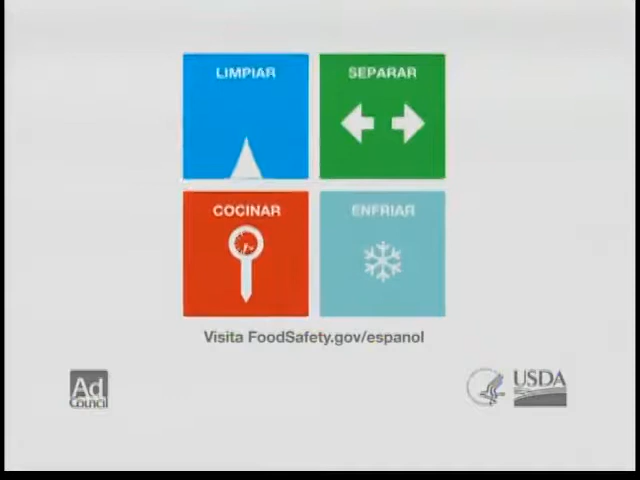 LIMPIAR
SEPARAR
COCINAR
ENFRIAR
Visita FoodSafety.gov/espanol
Ad
Council
USDA